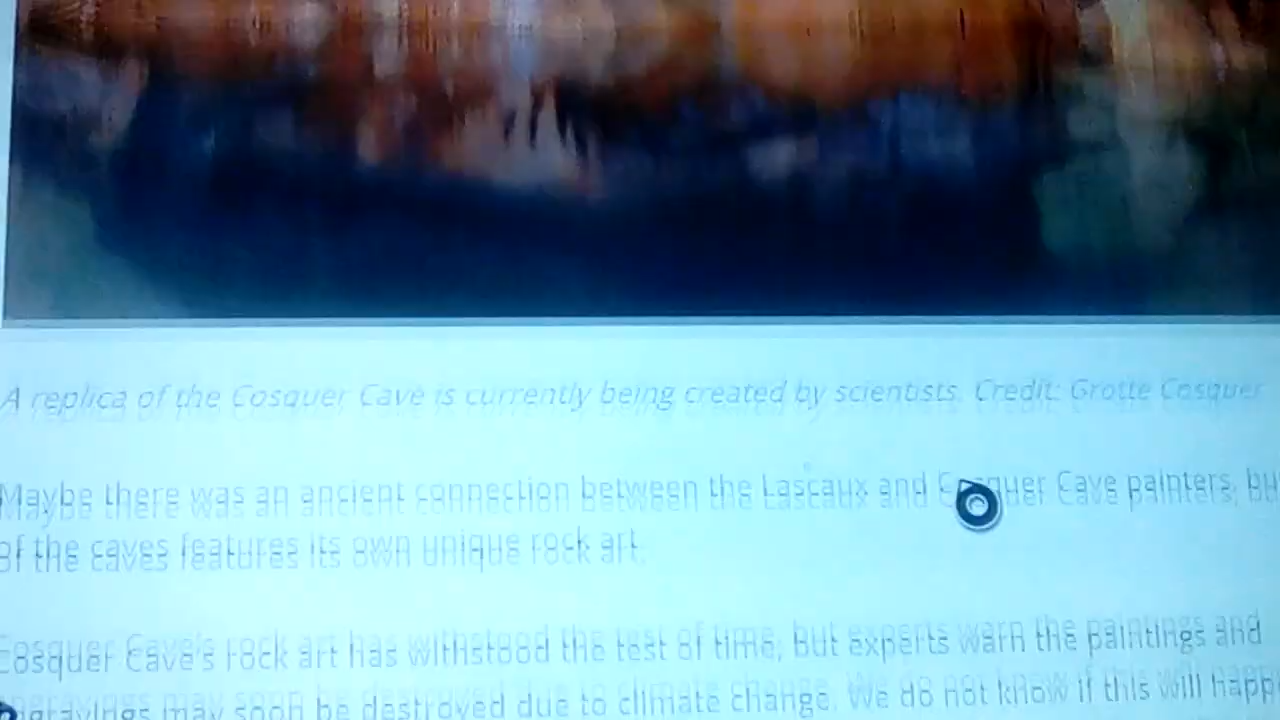 A replica of the Cosquer Cave is currently being created by scientists. Credit: Grotte Cosquer
Maybe there was an ancient connection between the Lascaux and Cosquer Cave painters, bu
of the caves features its own unique rock art.
Cosquer Cave's rock art has withstood the test of time, but experts warn the paintings and
engravings may soon be destroyed due to climate change. We do not know if this will happ